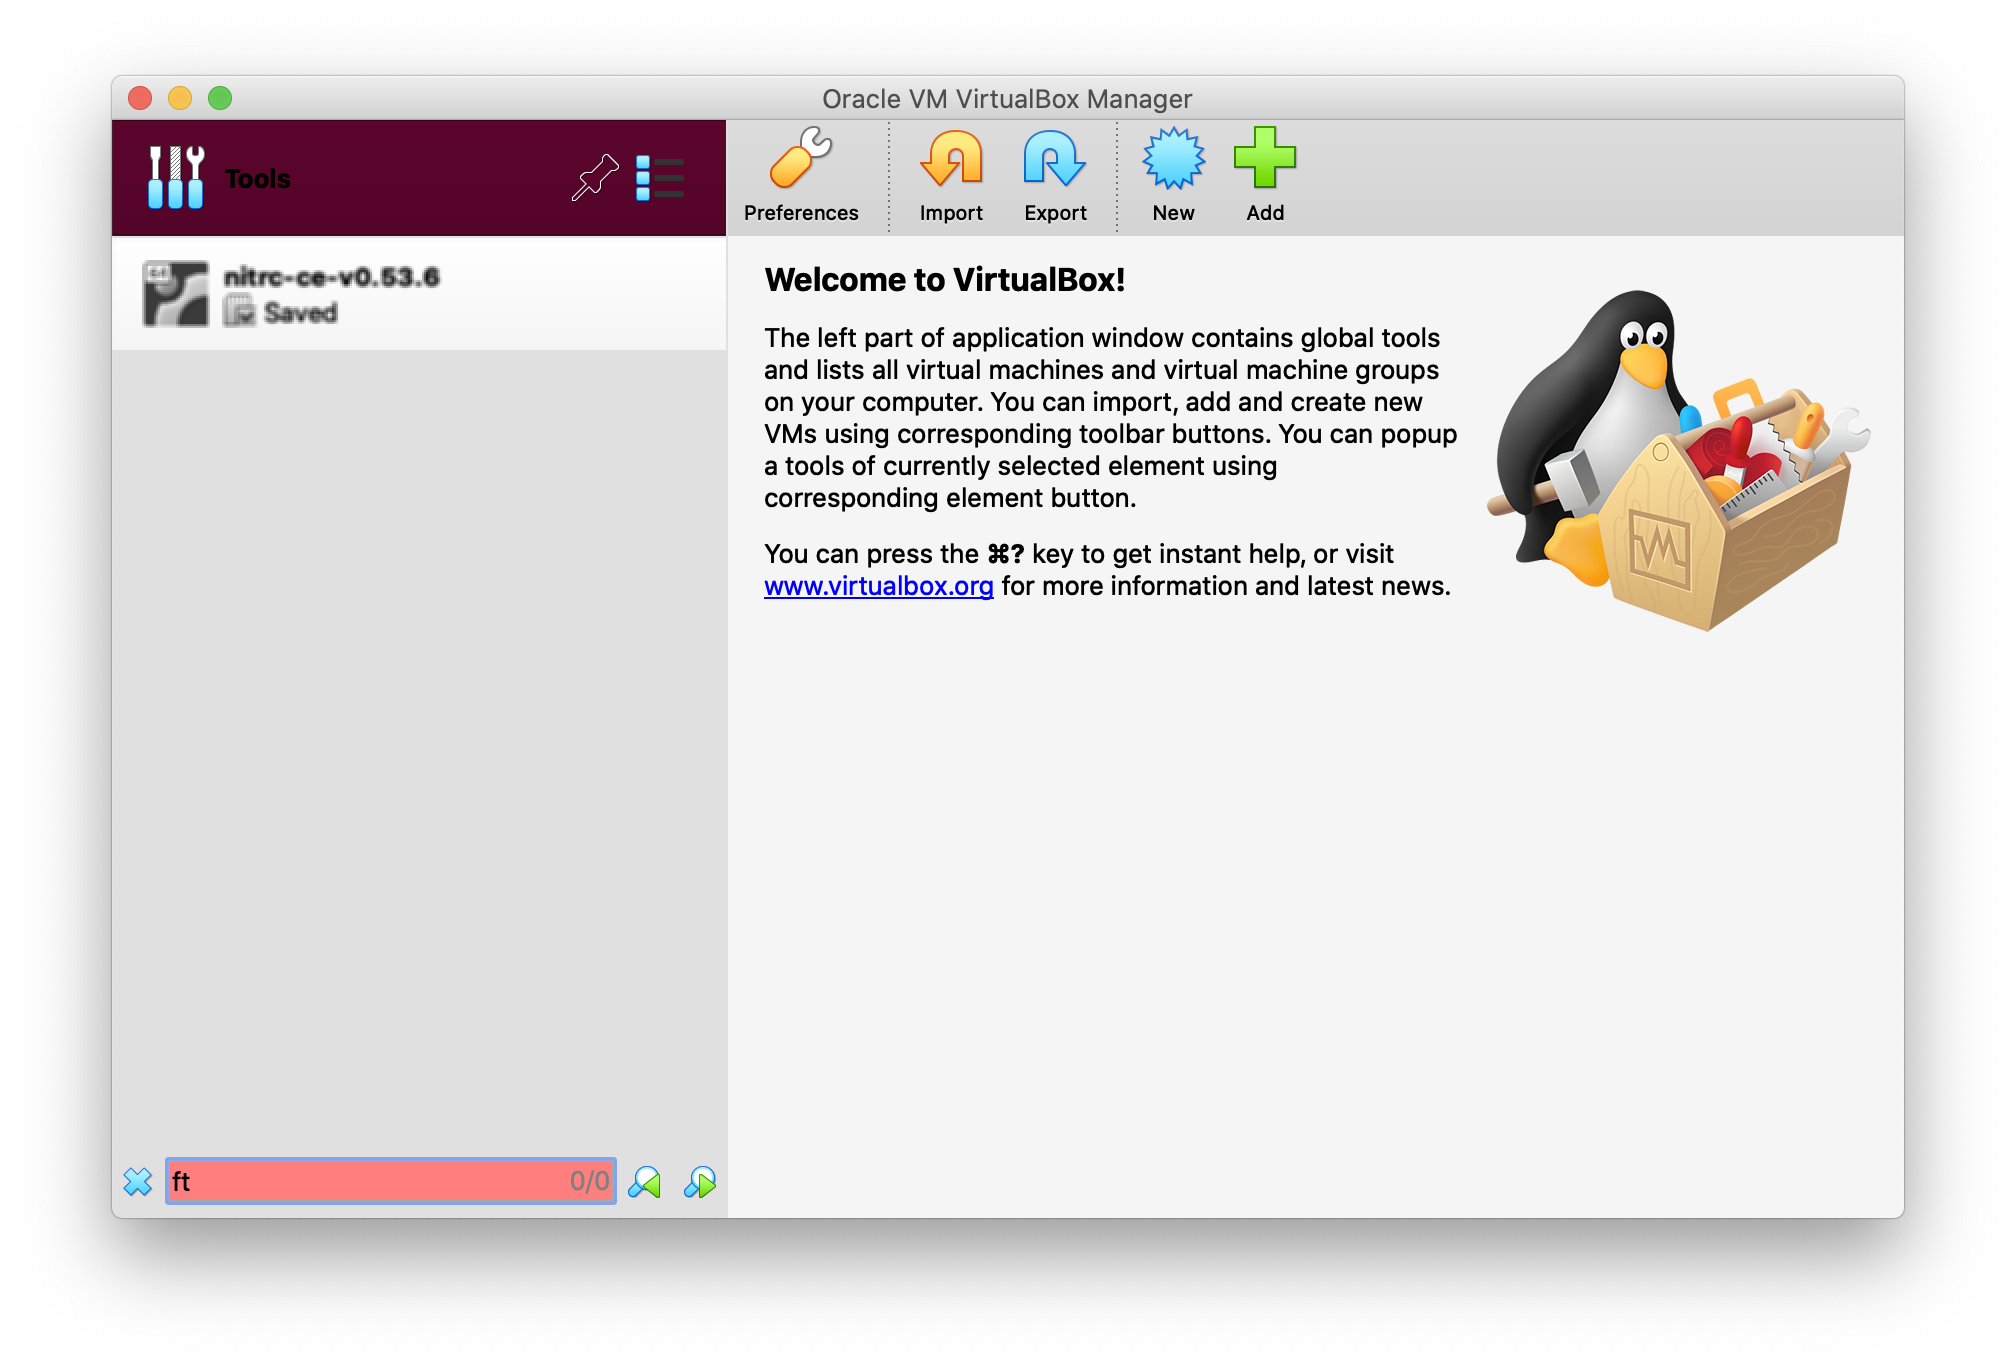 Oracle VM VirtualBox Manager
Tools
Preferences
Import
Export
New
Add
nitrc-ce-v0.53.6
Saved
Welcome to VirtualBox!
The left part of application window contains global tools
and lists all virtual machines and virtual machine groups
on your computer. You can import, add and create new
VMs using corresponding toolbar buttons. You can popup
a tools of currently selected element using
corresponding element button.
You can press the ⌘? key to get instant help, or visit
www.virtualbox.org for more information and latest news.
ft 0/0